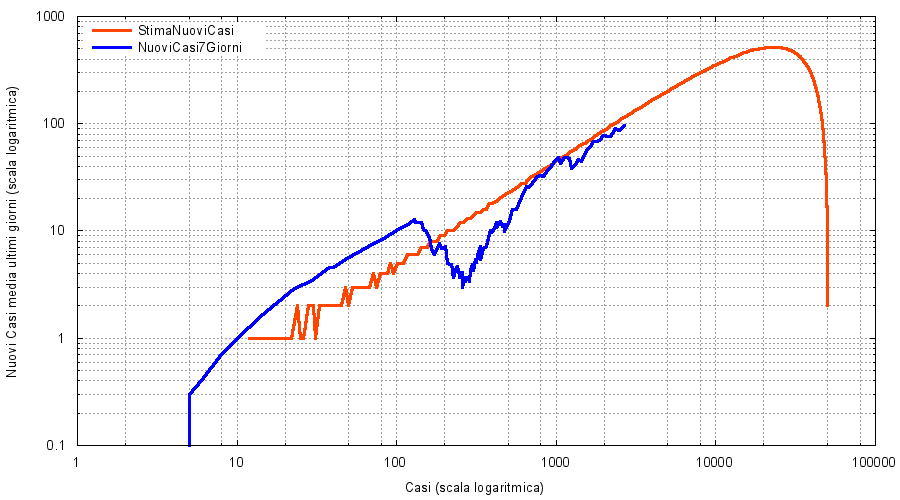 1000
StimaNuoviCasi
NuoviCasi7Giorni
100
10
1
0.1
Nuovi Casi media ultimi giorni (scala logaritmica)
1 10 100 1000 10000 100000
Casi (scala logaritmica)